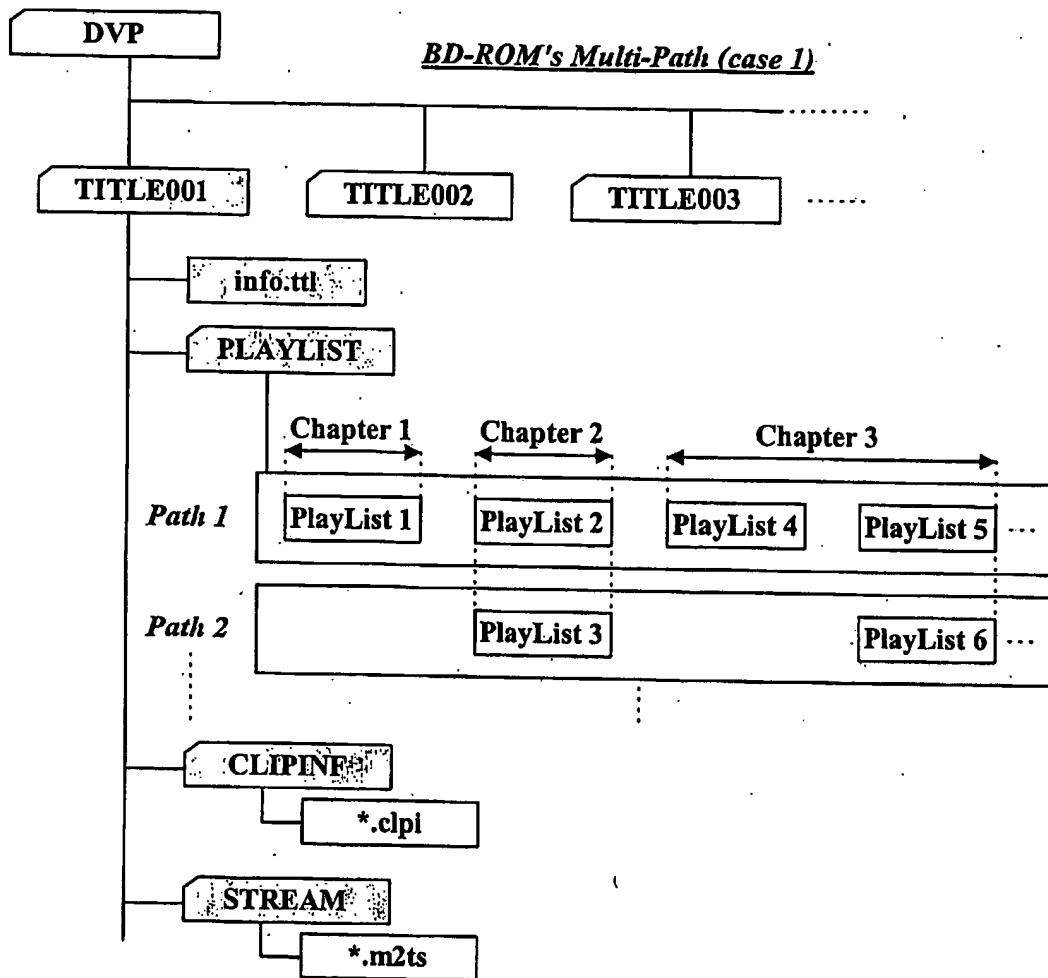 DVP
BD-ROM's Multi-Path (case 1)
TITLE001
TITLE002
TITLE003
info.ttl
PLAYLIST
Chapter 1
Chapter 2
Chapter 3
Path 1
PlayList 1
PlayList 2
PlayList 4
PlayList 5
Path 2
PlayList 3
PlayList 6
CLIPINF
*.clpi
STREAM
*.m2ts